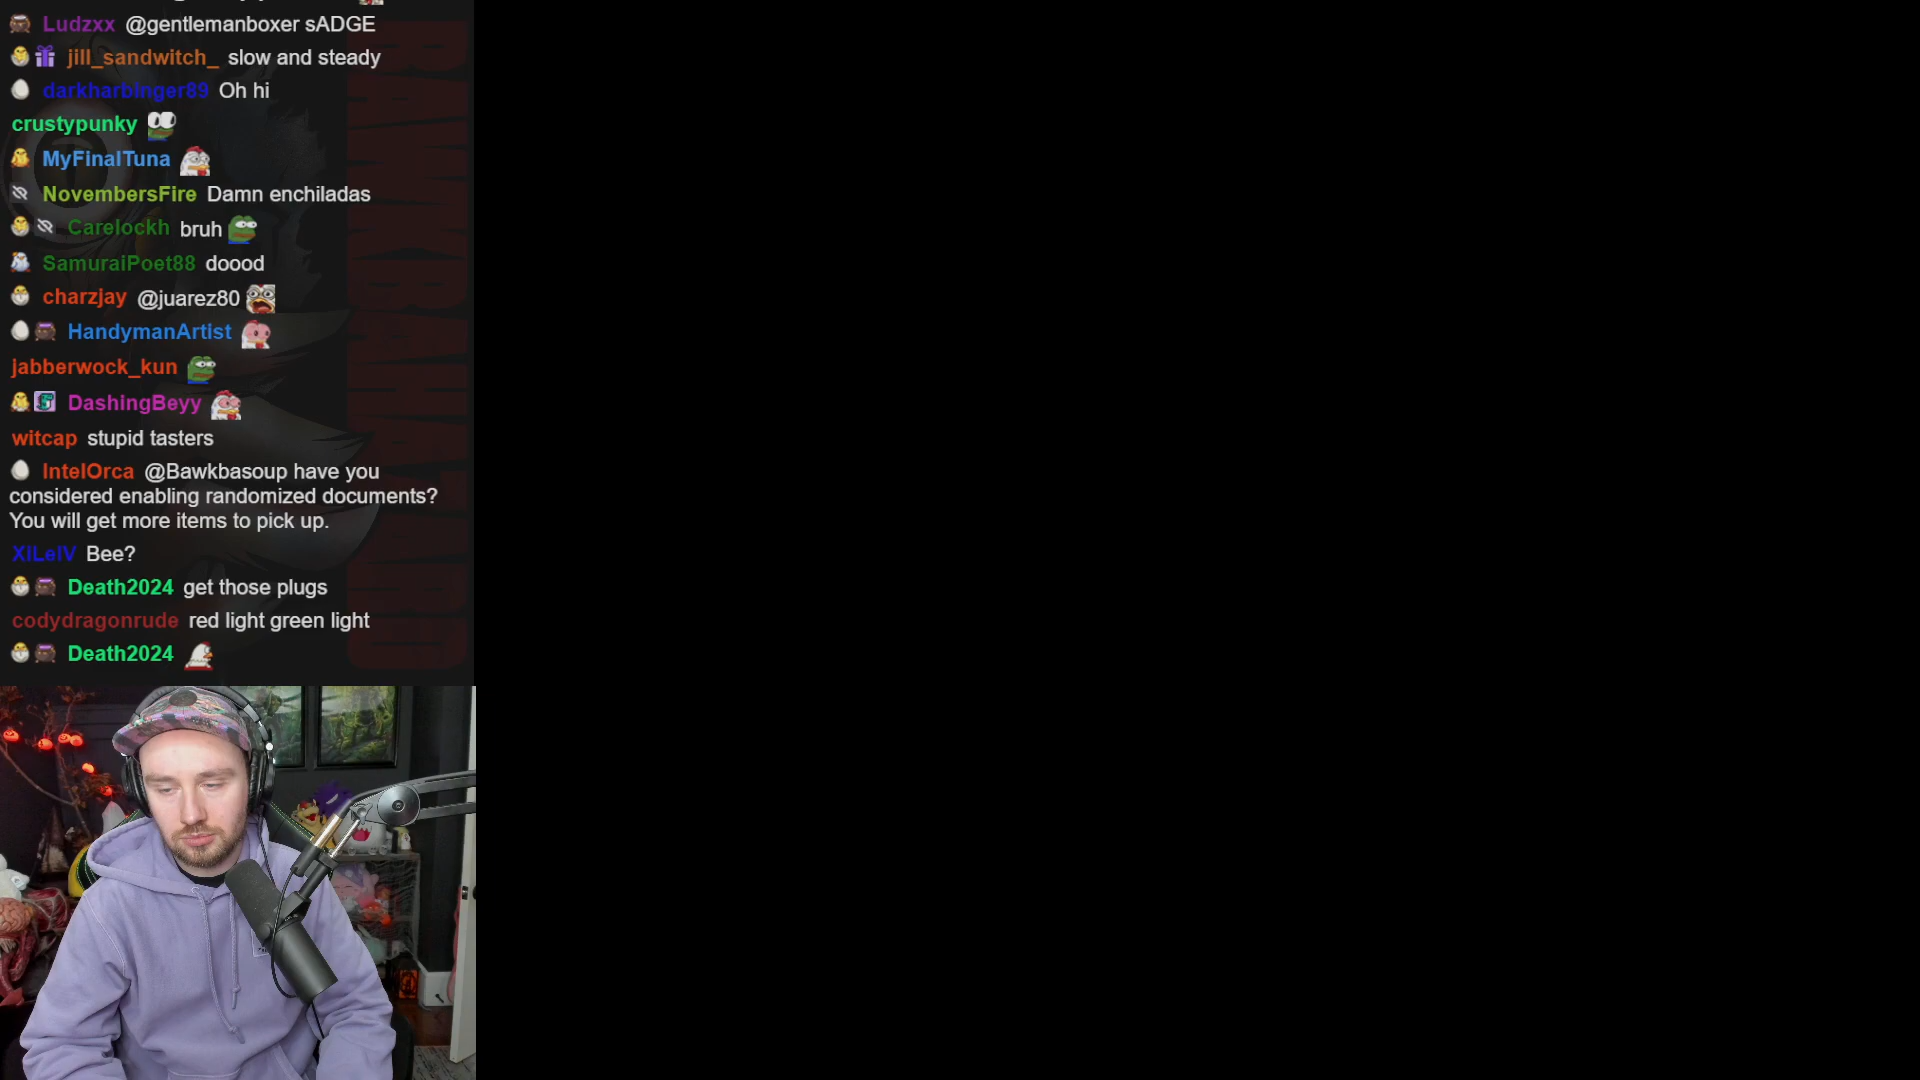 Ludzxx @gentlemanboxer sADGE
jill_sandwitch_ slow and steady
darkharbinger89 Oh hi
crustypunky
MyFinalTuna
NovembersFire Damn enchiladas
Carelockh bruh
SamuraiPoet88 doood
charzjay @juarez80
HandymanArtist
jabberwock_kun
DashingBeyy
witcap stupid tasters
IntelOrca @Bawkbasoup have you
considered enabling randomized documents?
You will get more items to pick up.
Bee?
Death2024 get those plugs
codydragonrude red light green light
Death2024